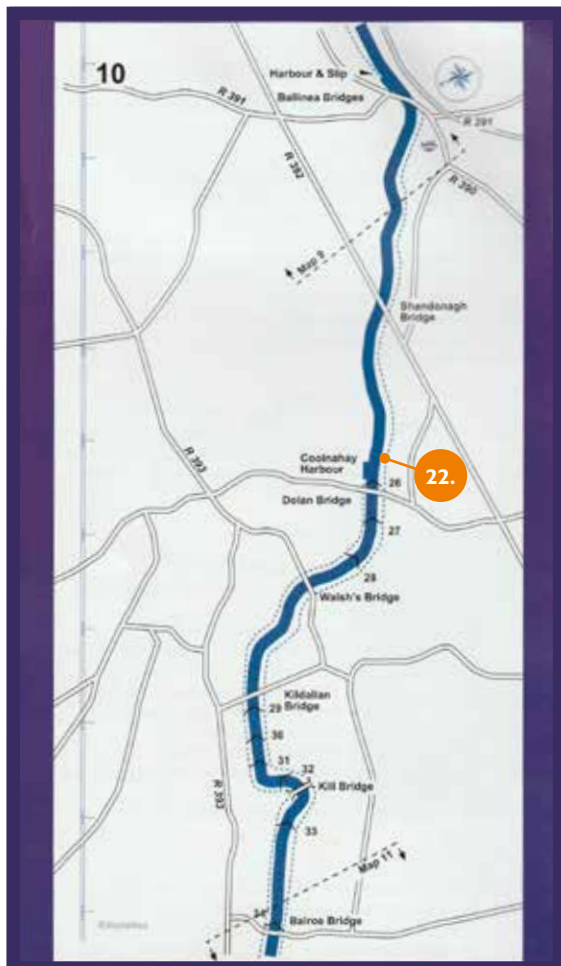 10
Harbour & Slip
Ballinea Bridges
R 391
R 391
R 392
R 390
Map 9
Shandonagh
Bridge
R 393
Coolnahay
Harbour
22.
26
Dolan Bridge
27
28
Walsh's Bridge
Kildallan
Bridge
29
30
31
32
Kill Bridge
R 393
33
Map 11
34
Balroe Bridge